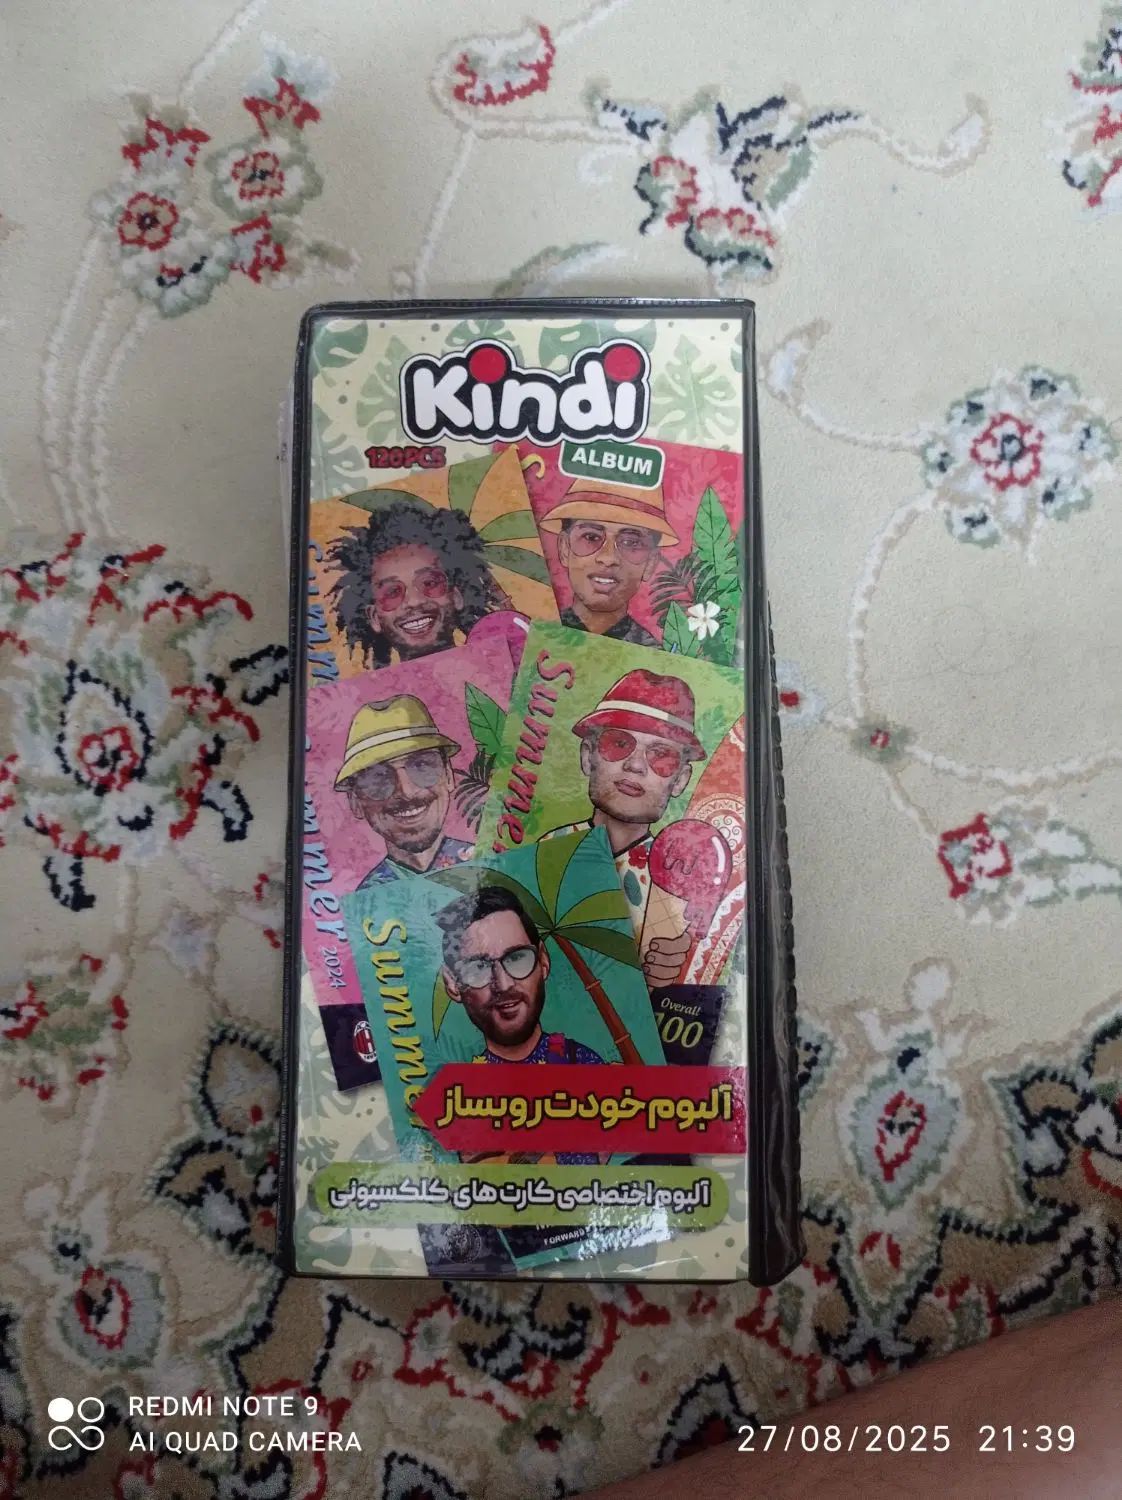 Kindi
120PCS
ALBUM
Summer
Summer 2024
Summer
Overall
100
آلبوم خودت رو بساز
آلبوم اختصاصی کارت های کلکسیونی
FORWARD
REDMI NOTE 9
AI QUAD CAMERA
27/08/2025 21:39